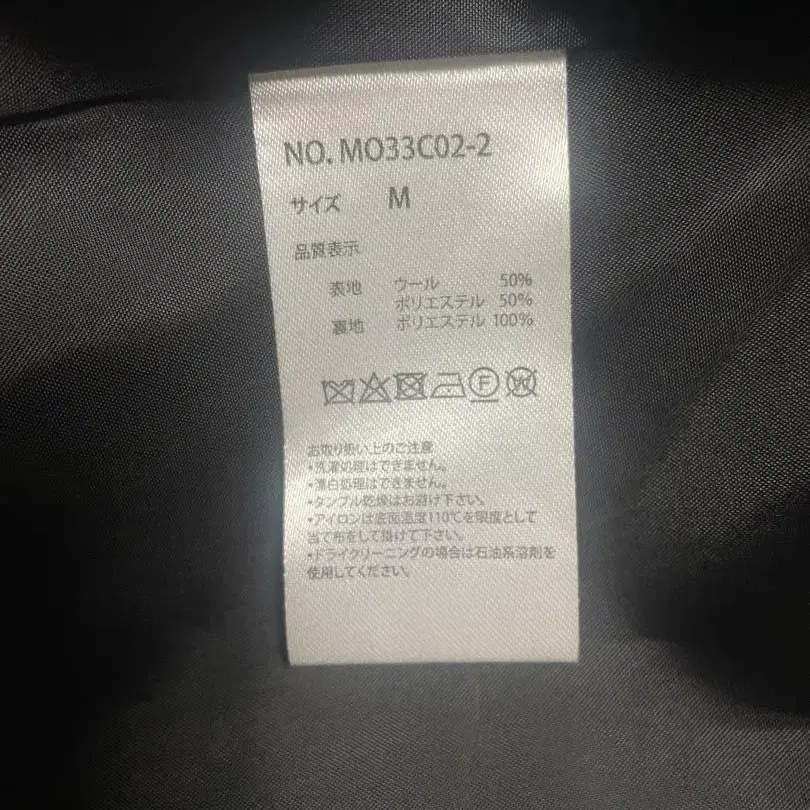 NO. MO33C02-2
サイズ M
品質表示
表地 ウール 50%
ポリエステル 50%
裏地 ポリエステル 100%
F W
お取り扱い上のご注意
・洗濯処理はできません。
・漂白処理はできません。
・タンブル乾燥はお避け下さい。
・アイロンは底面温度110℃を限度として
当て布をして掛けて下さい。
・ドライクリーニングの場合は石油系溶剤を
使用してください。